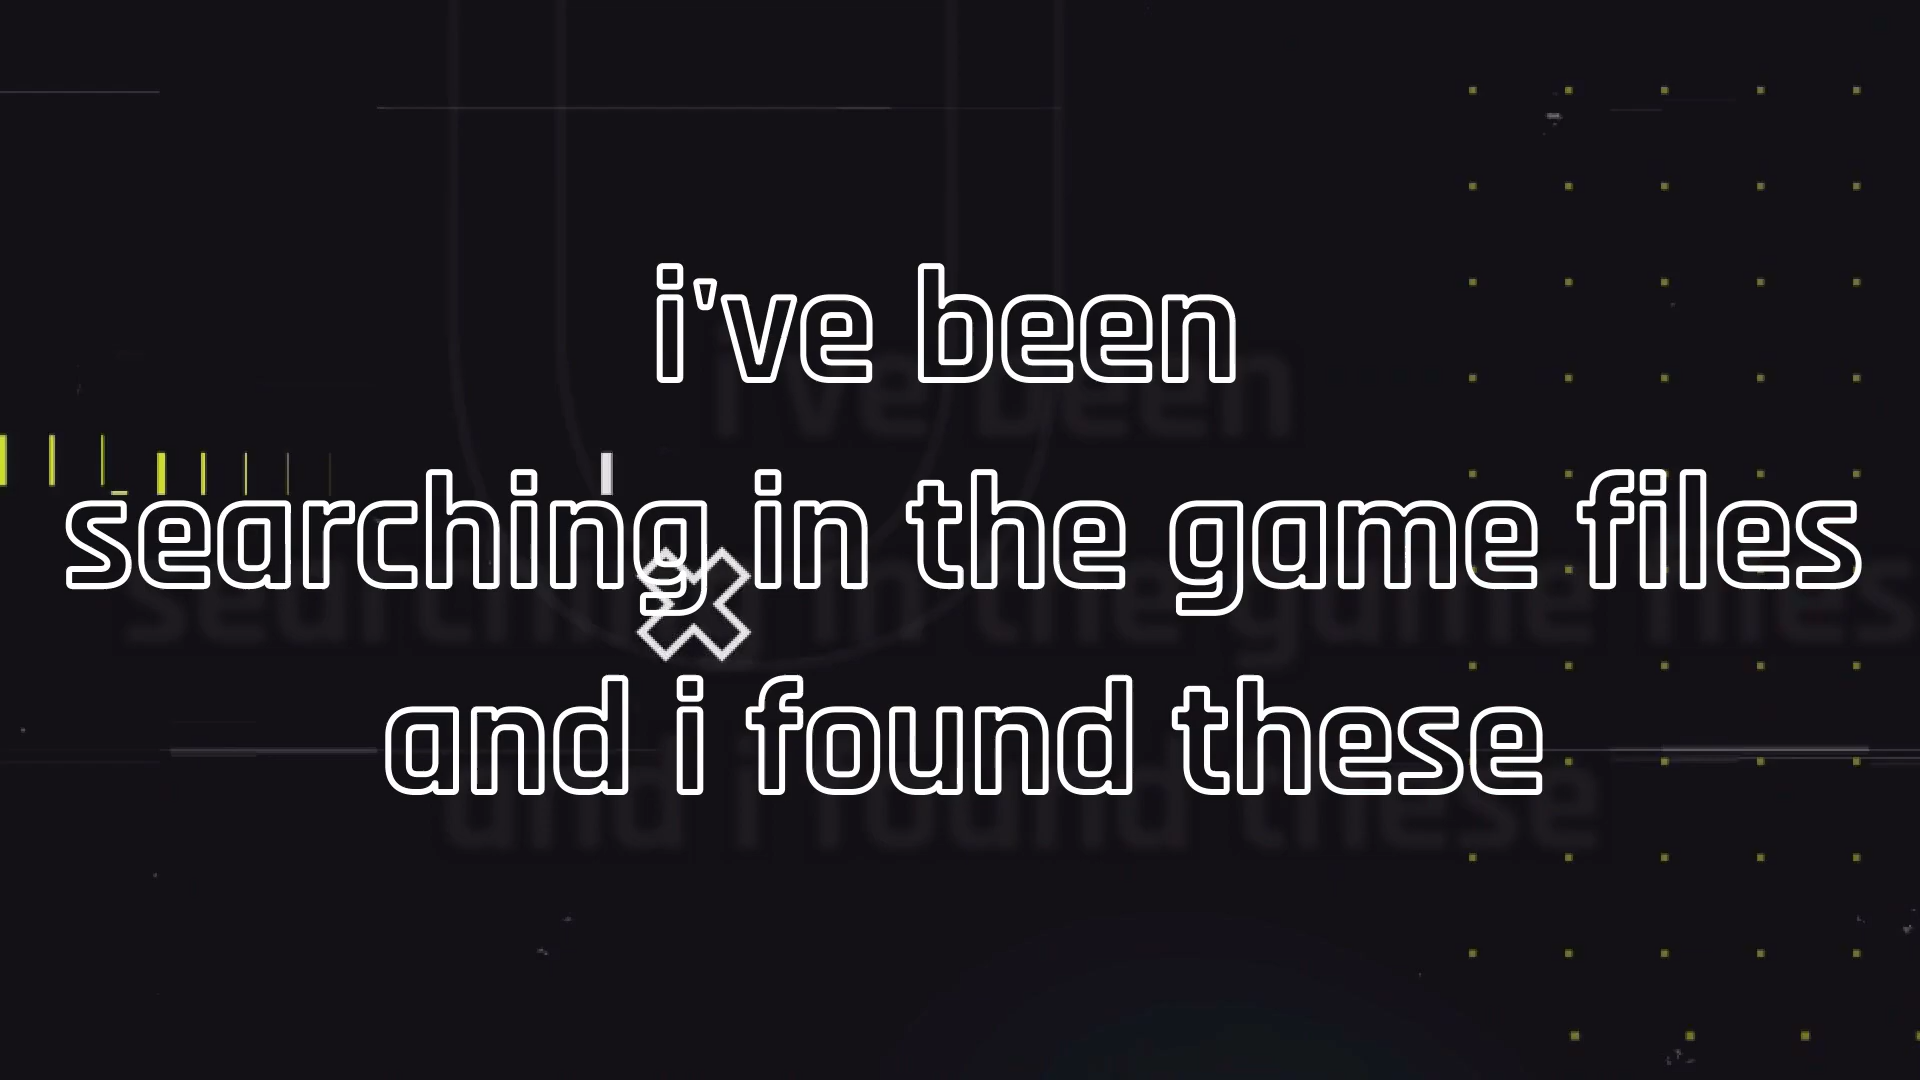 i've been
searching in the game files
and i found these